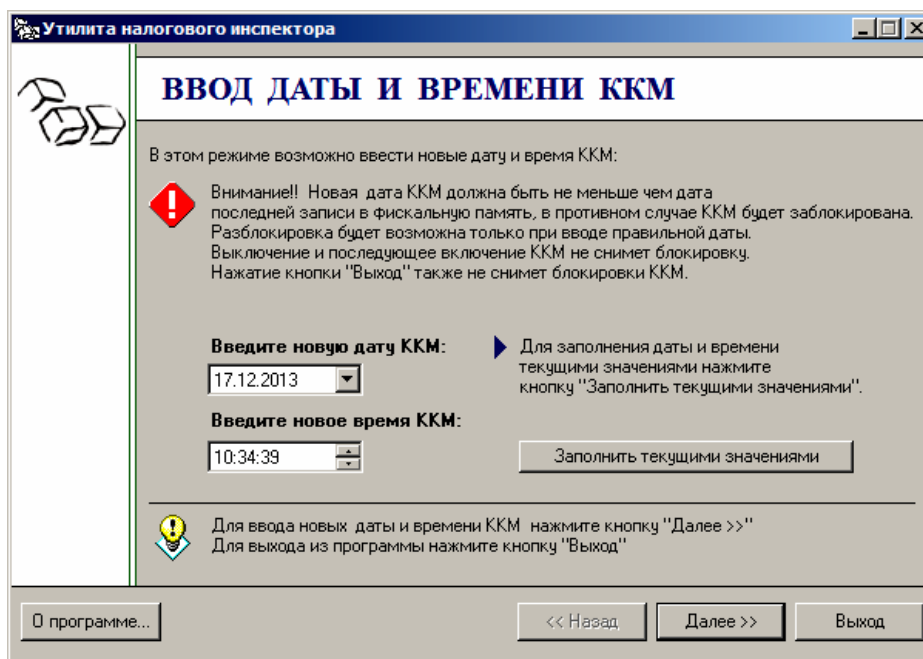 Утилита налогового инспектора
ВВОД ДАТЫ И ВРЕМЕНИ ККМ
В этом режиме возможно ввести новые дату и время ККМ:
Внимание!! Новая дата ККМ должна быть не меньше чем дата
последней записи в фискальную память, в противном случае ККМ будет заблокирована.
Разблокировка будет возможна только при вводе правильной даты.
Выключение и последующее включение ККМ не снимет блокировку.
Нажатие кнопки "Выход" также не снимет блокировки ККМ.
Введите новую дату ККМ:
17.12.2013
Для заполнения даты и времени
текущими значениями нажмите
кнопку "Заполнить текущими значениями".
Введите новое время ККМ:
10:34:39
Заполнить текущими значениями
Для ввода новых даты и времени ККМ нажмите кнопку "Далее >>"
Для выхода из программы нажмите кнопку "Выход"
О программе...
<< Назад
Далее >>
Выход